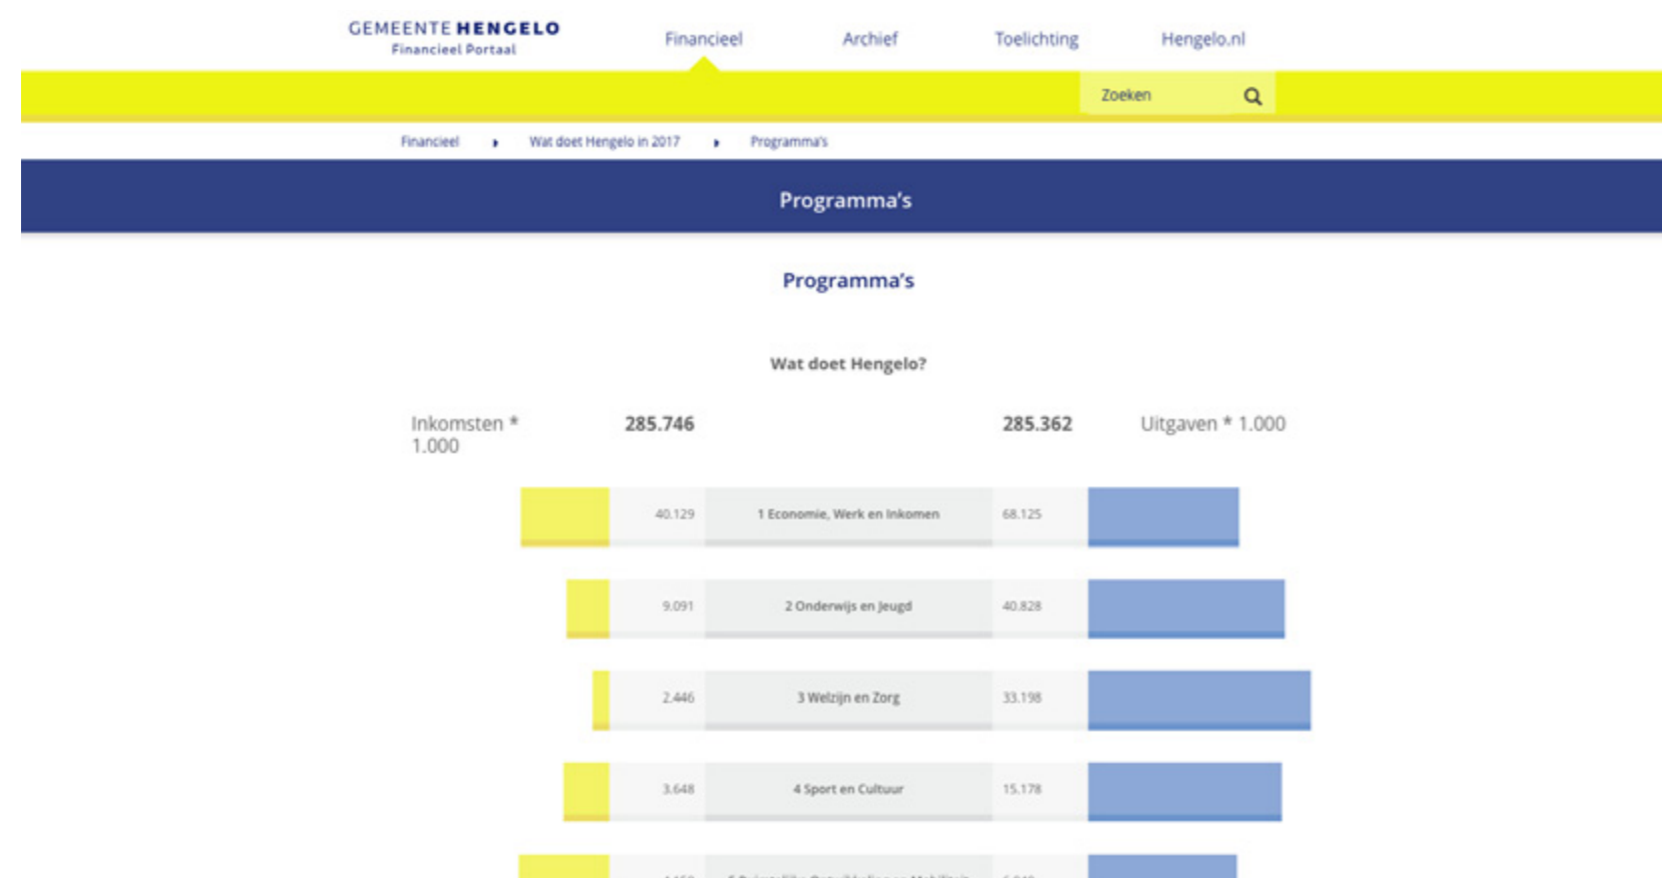 GEMEENTE HENGELO
Financieel Portaal
Financieel Archief Toelichting Hengelo.nl
Zoeken
Financieel Wat doet Hengelo in 2017 Programma's
Programma's
Programma's
Wat doet Hengelo?
Inkomsten * 1.000 285.746 285.362 Uitgaven * 1.000
40.129 1 Economie, Werk en Inkomen 68.125
9.091 2 Onderwijs en Jeugd 40.828
2.446 3 Welzijn en Zorg 33.198
3.648 4 Sport en Cultuur 15.178